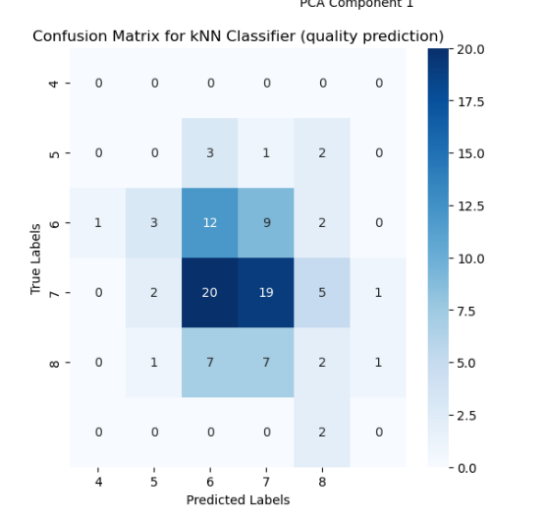 PCA Component 1
Confusion Matrix for kNN Classifier (quality prediction)
20.0
4 0 0 0 0 0 0
17.5
5 0 0 3 1 2 0
15.0
6 1 3 12 9 2 0
12.5
True Labels
10.0
7 0 2 20 19 5 1
7.5
8 0 1 7 7 2 1
5.0
2.5
0 0 0 0 2 0
0.0
4 5 6 7 8
Predicted Labels